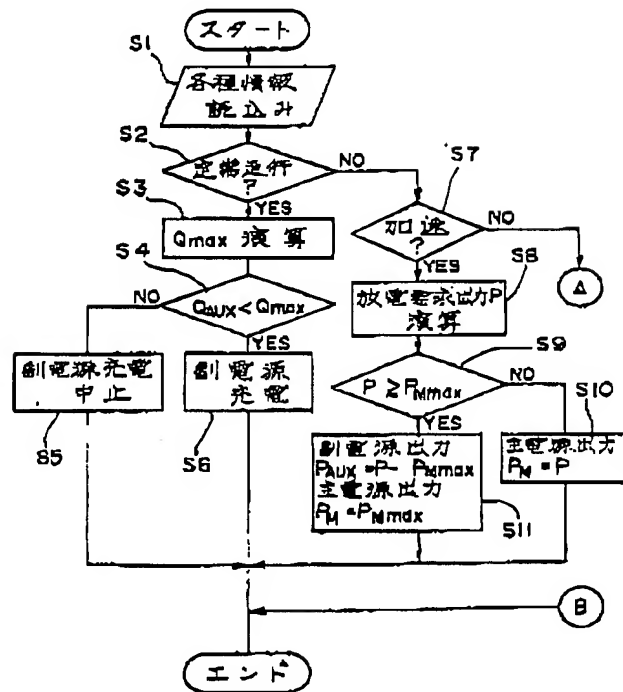 スタート
S1
各種情報
読込み
S2
定常走行
?
NO
YES
S3
Qmax 演算
S4
QAUX < Qmax
NO
YES
副電源充電
中止
S5
副電源
充電
S6
S7
加速
?
NO
YES
A
放電要求出力P
演算
S8
S9
P ≧ PMmax
NO
YES
S10
主電源出力
PM = P
副電源出力
PAUX = P − PMmax
主電源出力
PM = PMmax
S11
B
エンド